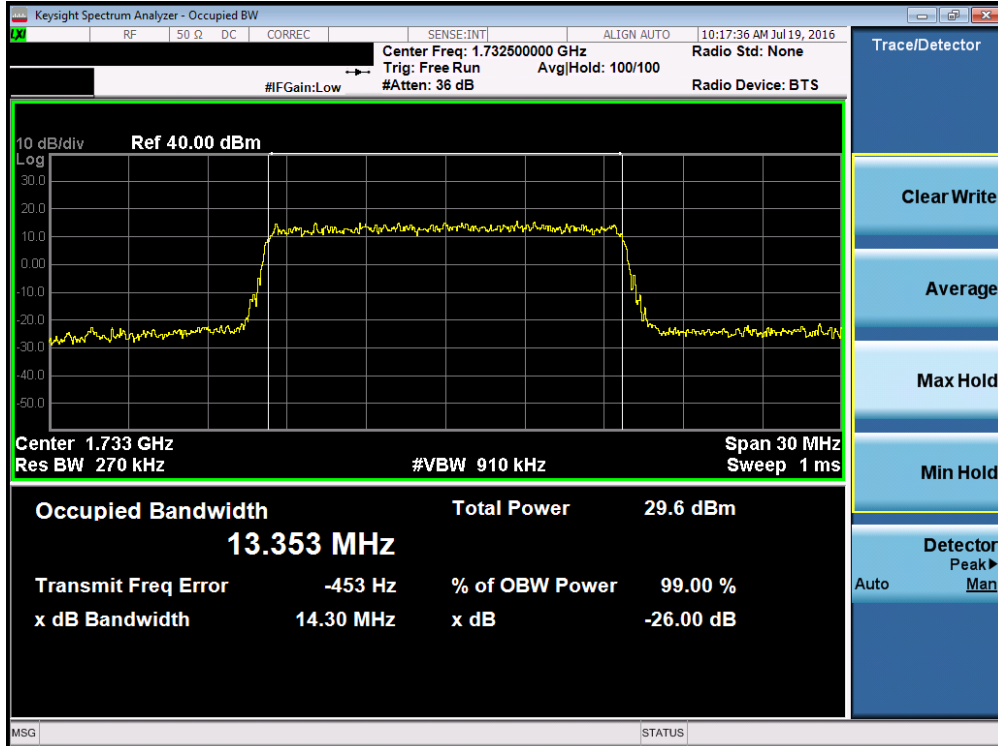 Keysight Spectrum Analyzer - Occupied BW
LXI RF 50 Ω DC CORREC SENSE:INT ALIGN AUTO 10:17:36 AM Jul 19, 2016
Center Freq: 1.732500000 GHz Radio Std: None
Trig: Free Run Avg|Hold: 100/100
#IFGain:Low #Atten: 36 dB Radio Device: BTS
10 dB/div Ref 40.00 dBm
Log
30.0
20.0
10.0
0.00
-10.0
-20.0
-30.0
-40.0
-50.0
Center 1.733 GHz Span 30 MHz
Res BW 270 kHz #VBW 910 kHz Sweep 1 ms
Occupied Bandwidth Total Power 29.6 dBm
13.353 MHz
Transmit Freq Error -453 Hz % of OBW Power 99.00 %
x dB Bandwidth 14.30 MHz x dB -26.00 dB
MSG STATUS
Trace/Detector
Clear Write
Average
Max Hold
Min Hold
Detector
Peak▶
Auto Man